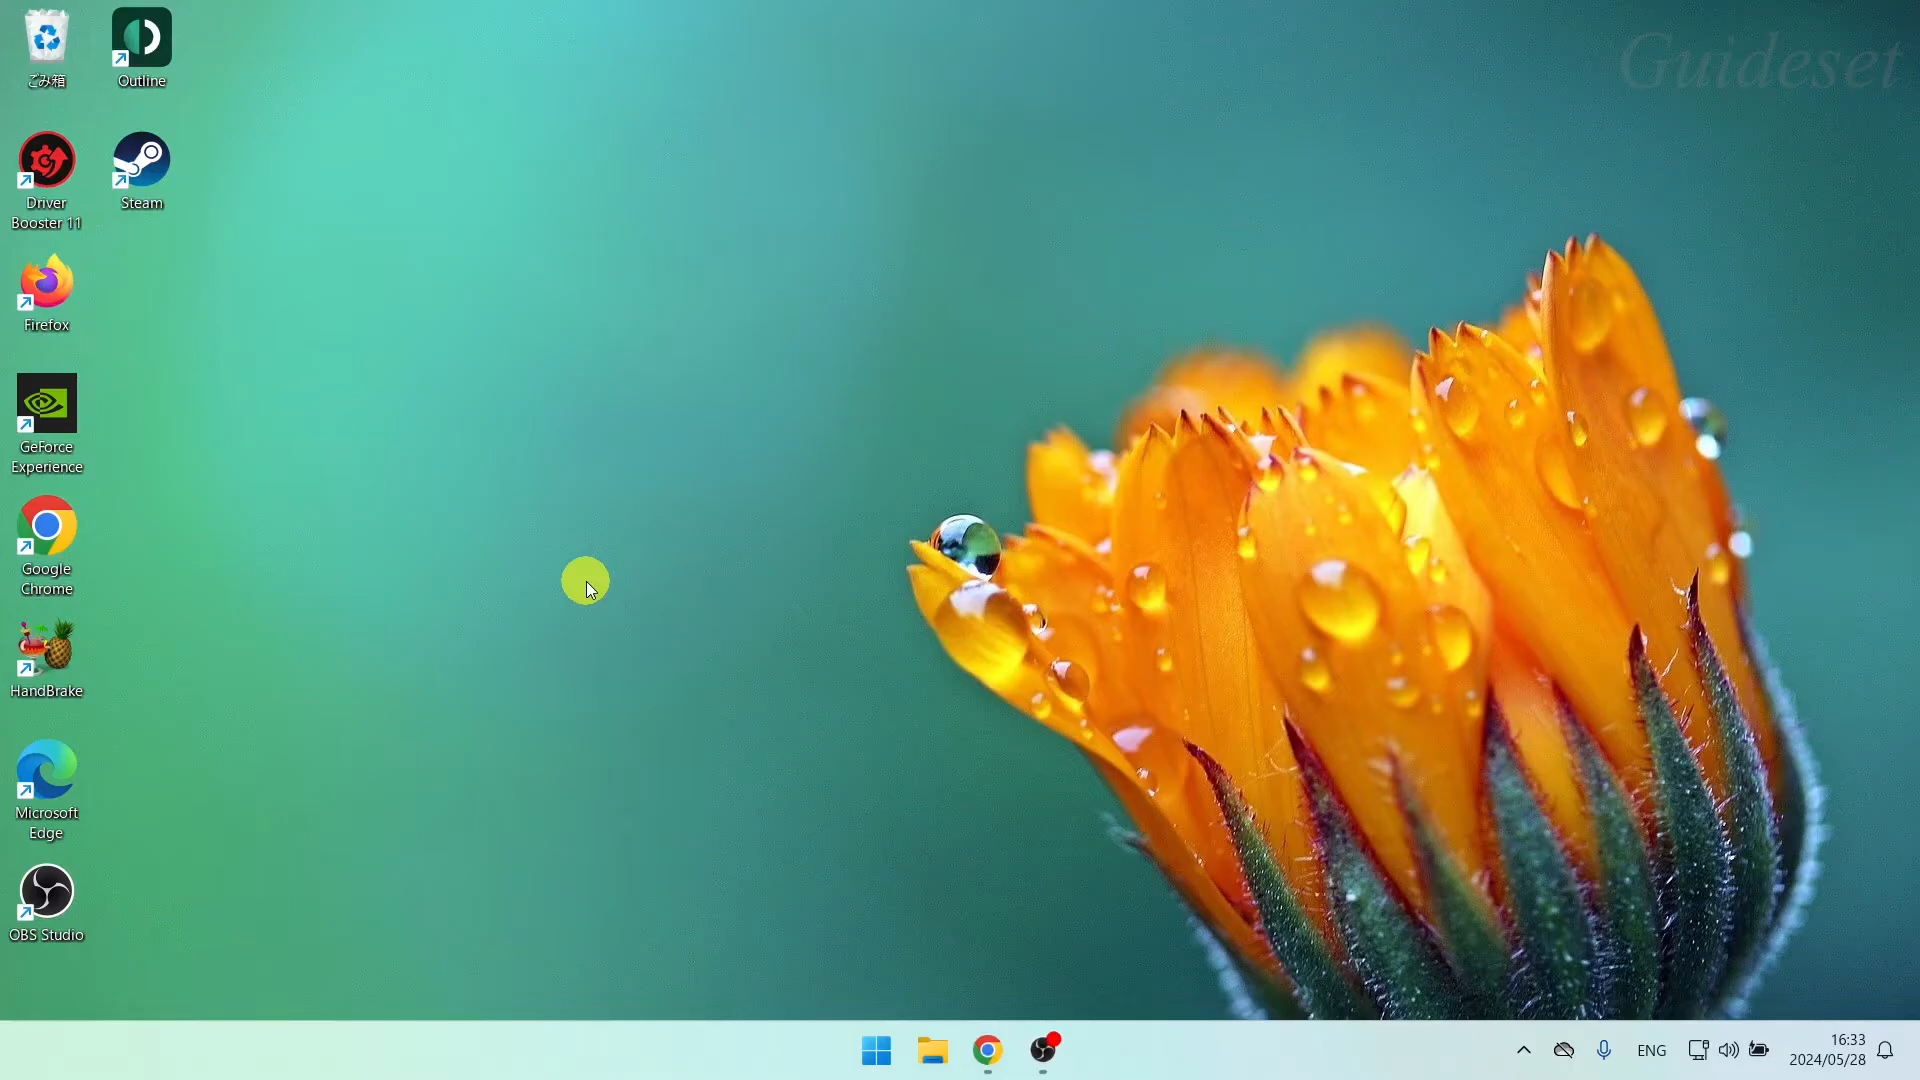 ごみ箱
Outline
Driver
Booster 11
Steam
Firefox
GeForce
Experience
Google
Chrome
HandBrake
Microsoft
Edge
OBS Studio
Guideset
ENG
16:33
2024/05/28